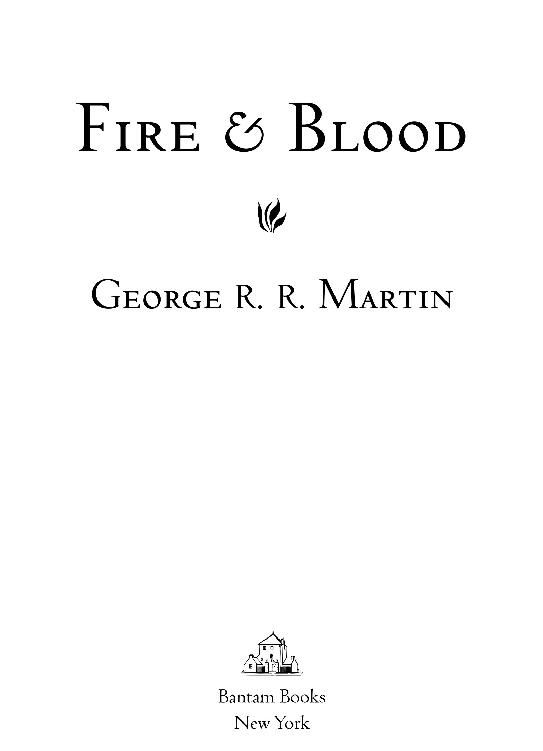 Fire & Blood
George R. R. Martin
Bantam Books
New York